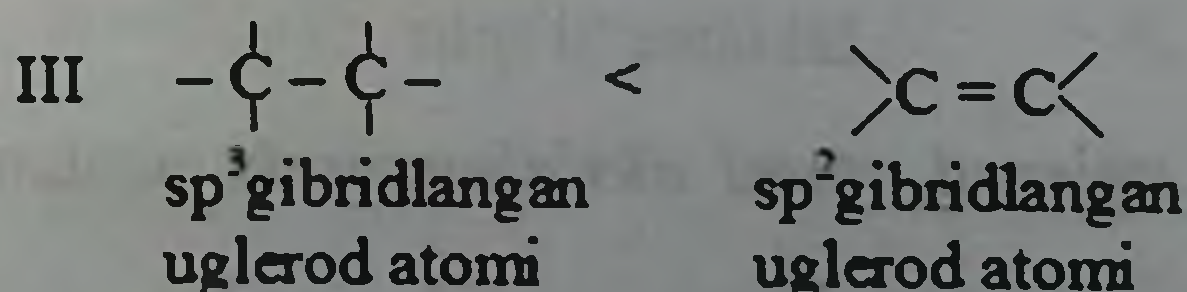 III – C – C – < C = C
sp³gibridlangan sp²gibridlangan
uglerod atomi uglerod atomi